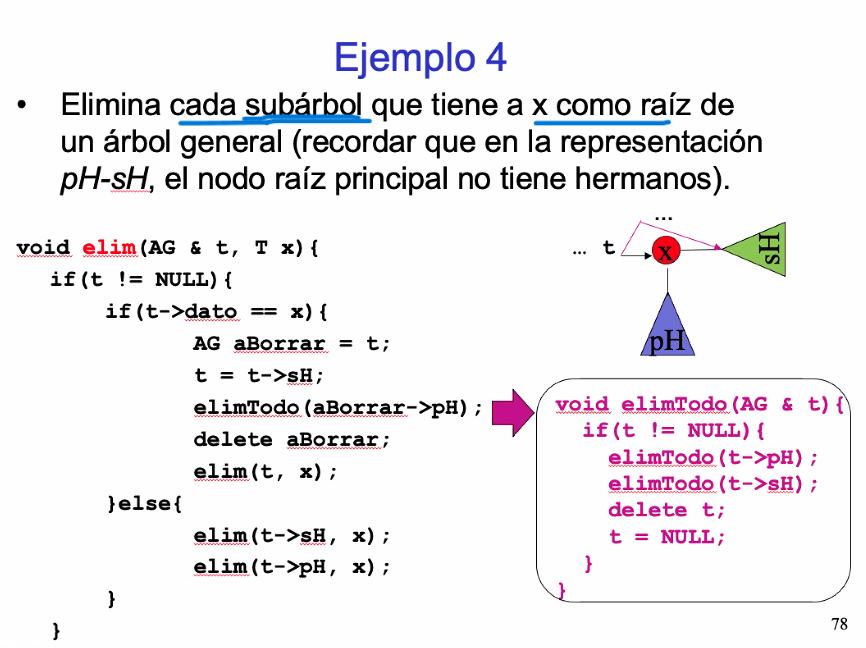 Ejemplo 4
• Elimina cada subárbol que tiene a x como raíz de
un árbol general (recordar que en la representación
pH-sH, el nodo raíz principal no tiene hermanos).
void elim(AG & t, T x){
if(t != NULL){
if(t->dato == x){
AG aBorrar = t;
t = t->sH;
elimTodo(aBorrar->pH);
delete aBorrar;
elim(t, x);
}else{
elim(t->sH, x);
elim(t->pH, x);
}
}
...
... t
x
sH
pH
void elimTodo(AG & t){
if(t != NULL){
elimTodo(t->pH);
elimTodo(t->sH);
delete t;
t = NULL;
}
}
78